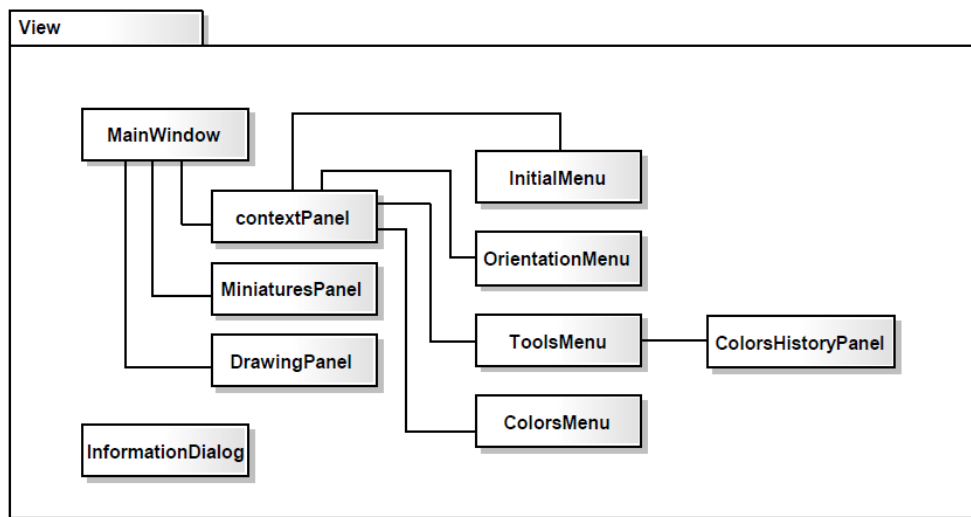 View
MainWindow
InitialMenu
contextPanel
OrientationMenu
MiniaturesPanel
ToolsMenu
ColorsHistoryPanel
DrawingPanel
ColorsMenu
InformationDialog